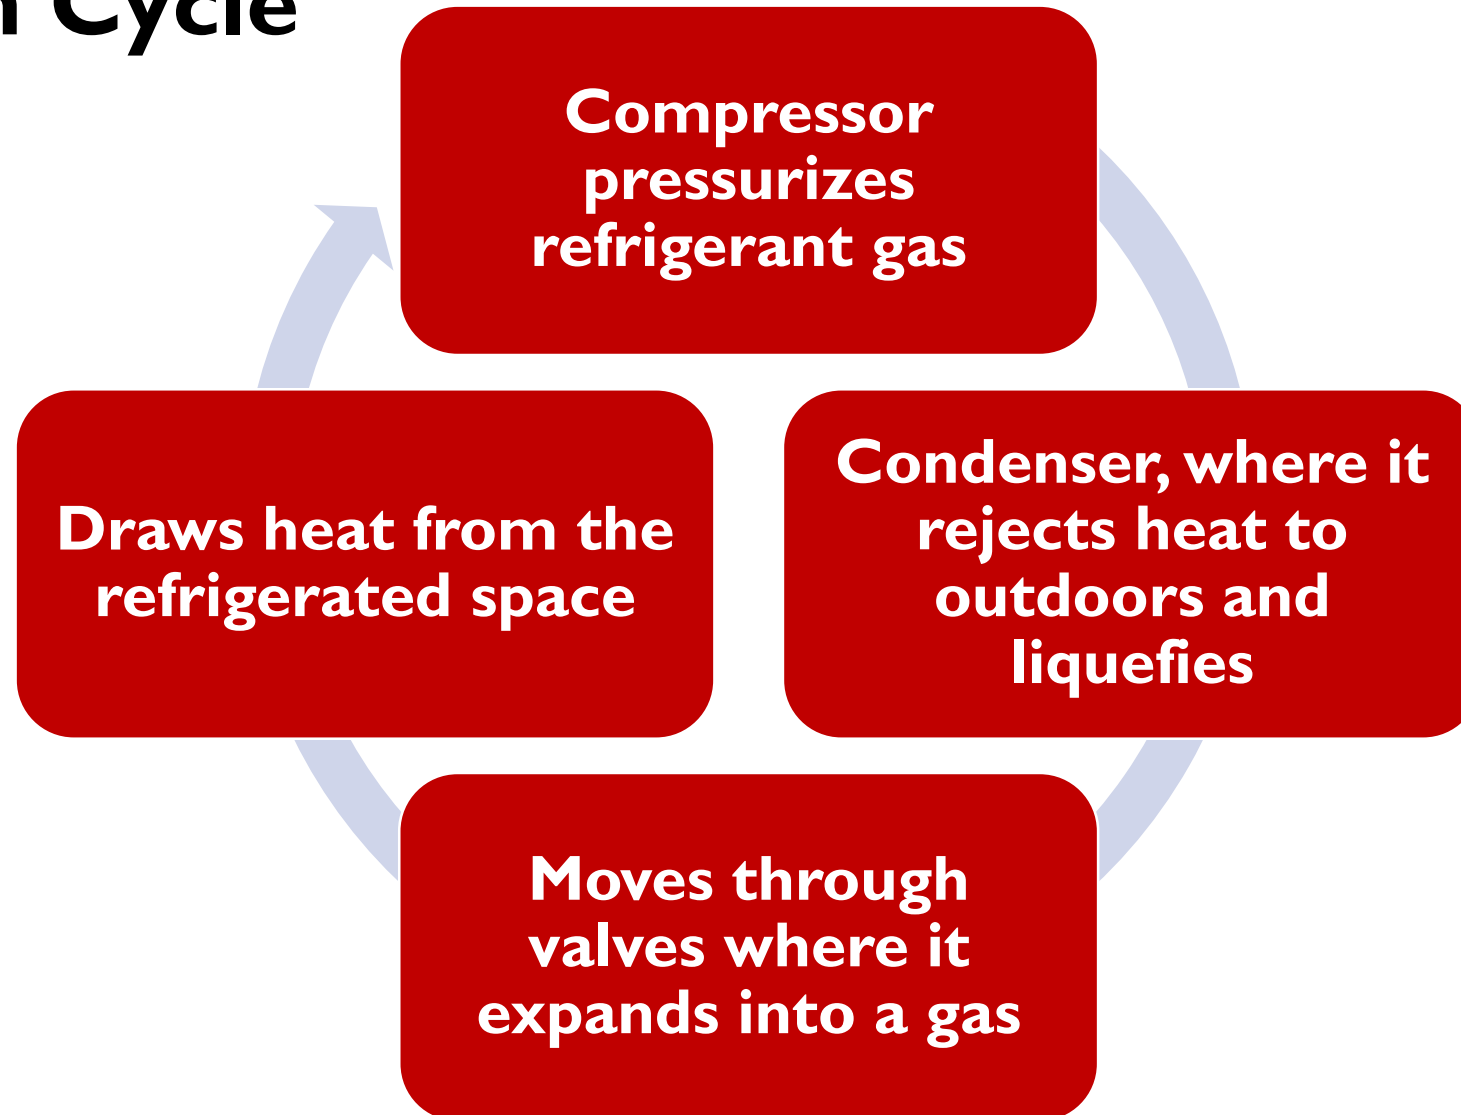 Cycle
Compressor
pressurizes
refrigerant gas
Condenser, where it
rejects heat to
outdoors and
liquefies
Moves through
valves where it
expands into a gas
Draws heat from the
refrigerated space